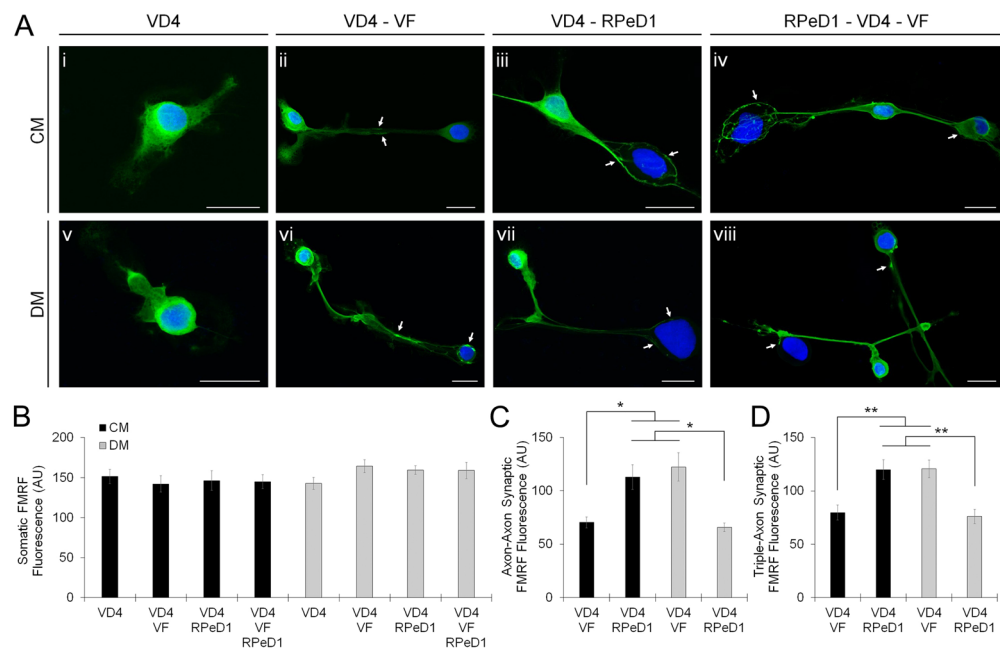 A
VD4
VD4 - VF
VD4 - RPeD1
RPeD1 - VD4 - VF
CM
i
ii
iii
iv
DM
v
vi
vii
viii
B
Somatic FMRF
Fluorescence (AU)
200
150
100
50
0
CM
DM
VD4
VD4
VF
VD4
RPeD1
VD4
VF
RPeD1
VD4
VD4
VF
VD4
RPeD1
VD4
VF
RPeD1
C
Axon-Axon Synaptic
FMRF Fluorescence (AU)
150
100
50
0
*
*
VD4
VF
VD4
RPeD1
VD4
VF
VD4
RPeD1
D
Triple-Axon Synaptic
FMRF Fluorescence (AU)
150
100
50
0
**
**
VD4
VF
VD4
RPeD1
VD4
VF
VD4
RPeD1